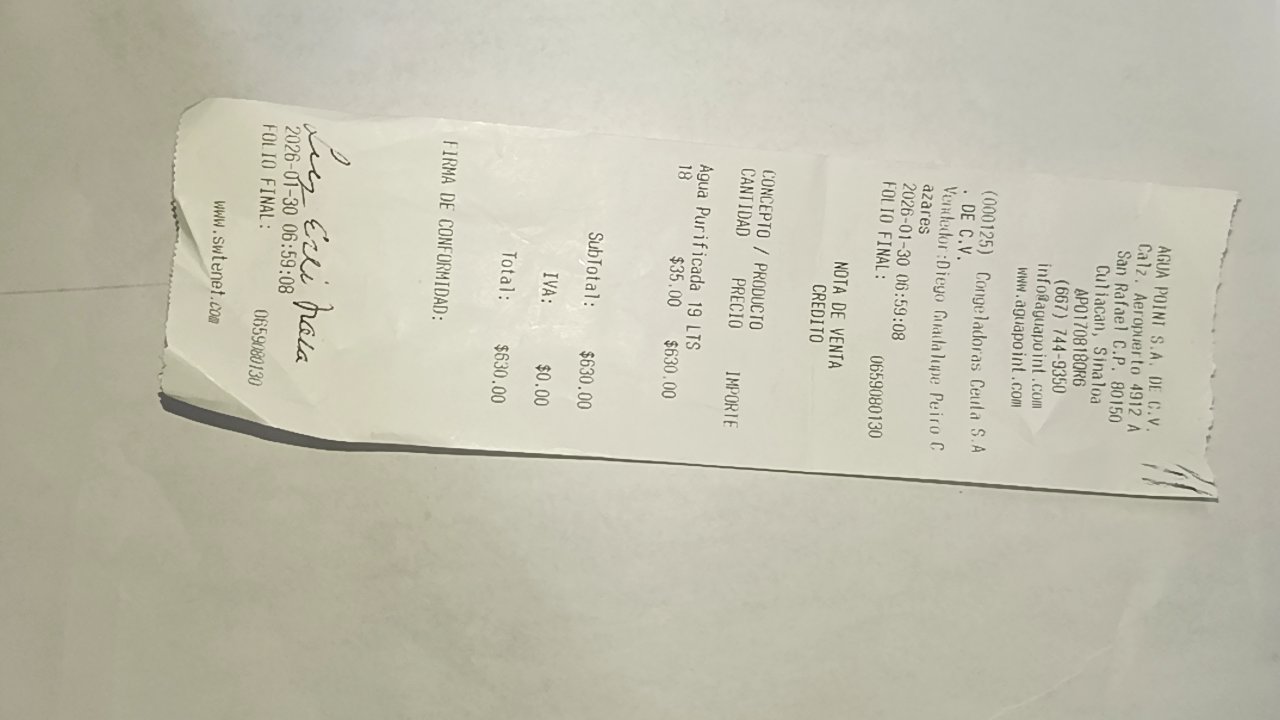 AGUA POINT S.A. DE C.V.
Calz. Aeropuerto 4912 A
San Rafael C.P. 80150
Culiacan, Sinaloa
APO170818QR6
(667) 744-9350
info@aguapoint.com
www.aguapoint.com
(000125) Congeladoras Ceuta S.A
. DE C.V.
Vendedor:Diego Guadalupe Peiro C
azares
2026-01-30 06:59:08
FOLIO FINAL: 0659080130
NOTA DE VENTA
CREDITO
CONCEPTO / PRODUCTO
CANTIDAD PRECIO IMPORTE
Agua Purificada 19 LTS
18 $35.00 $630.00
SubTotal: $630.00
IVA: $0.00
Total: $630.00
FIRMA DE CONFORMIDAD:
2026-01-30 06:59:08
FOLIO FINAL: 0659080130
www.swtenet.com